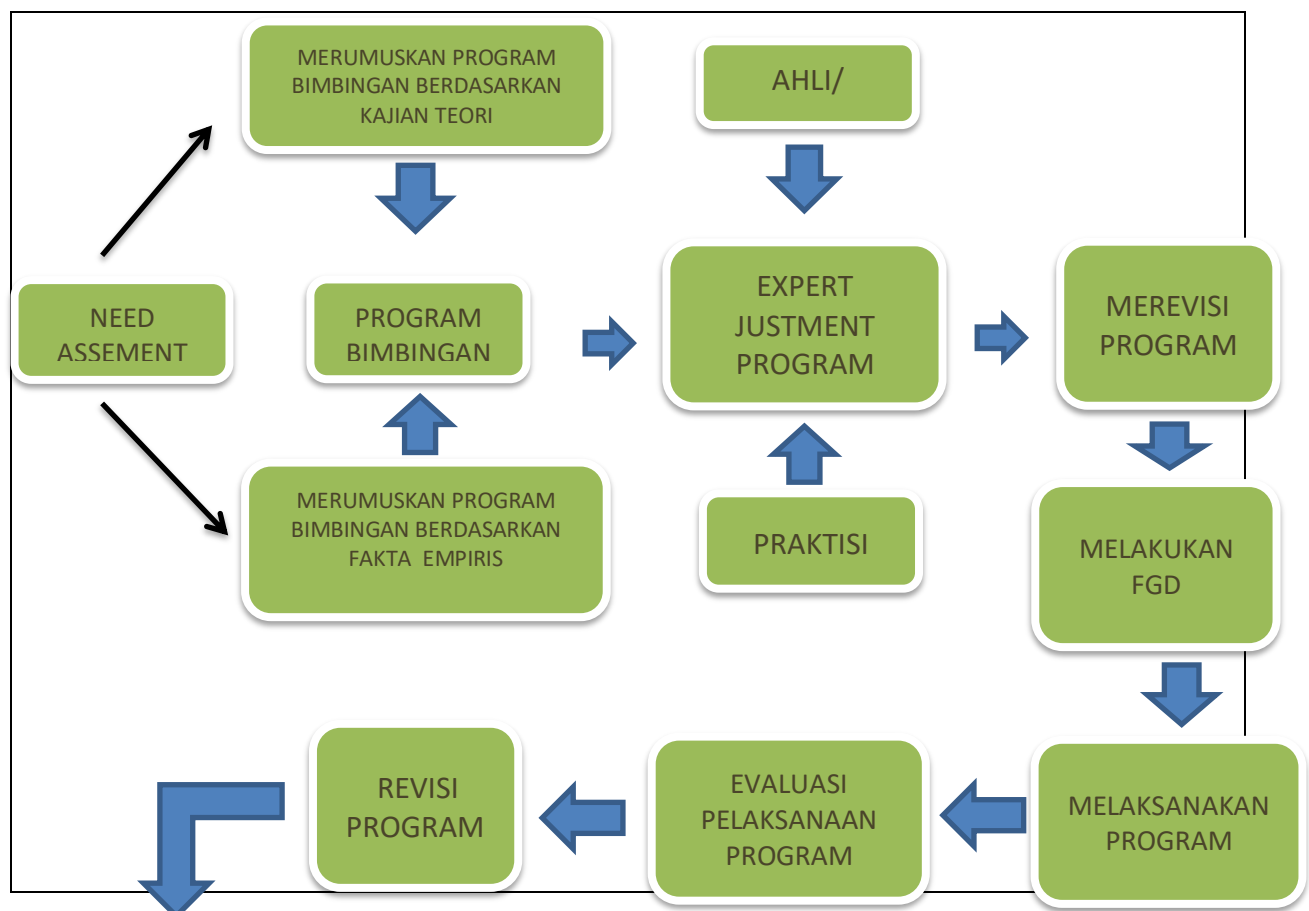 MERUMUSKAN PROGRAM
BIMBINGAN BERDASARKAN
KAJIAN TEORI
AHLI/
NEED
ASSEMENT
PROGRAM
BIMBINGAN
EXPERT
JUSTMENT
PROGRAM
MEREVISI
PROGRAM
MERUMUSKAN PROGRAM
BIMBINGAN BERDASARKAN
FAKTA EMPIRIS
PRAKTISI
MELAKUKAN
FGD
REVISI
PROGRAM
EVALUASI
PELAKSANAAN
PROGRAM
MELAKSANAKAN
PROGRAM